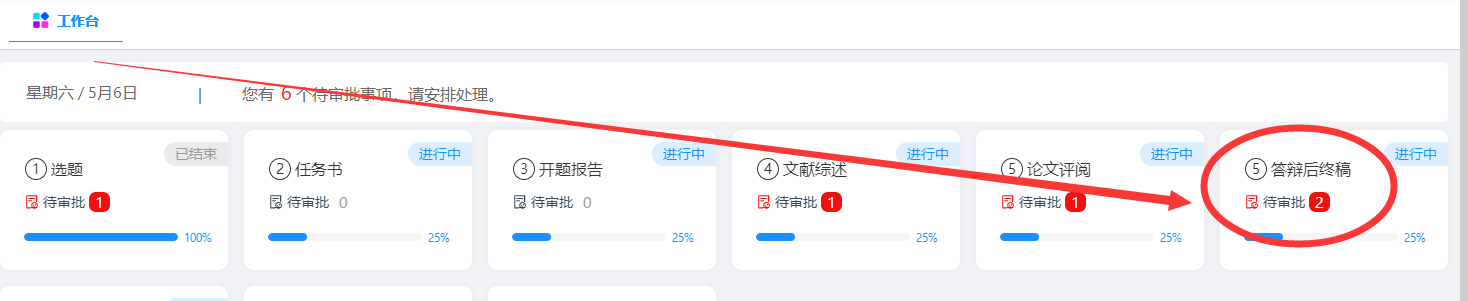 工作台
星期六 / 5月6日 | 您有 6 个待审批事项，请安排处理。
已结束
① 选题
待审批 1
100%
进行中
② 任务书
待审批 0
25%
进行中
③ 开题报告
待审批 0
25%
进行中
④ 文献综述
待审批 1
25%
进行中
⑤ 论文评阅
待审批 1
25%
进行中
⑤ 答辩后终稿
待审批 2
25%